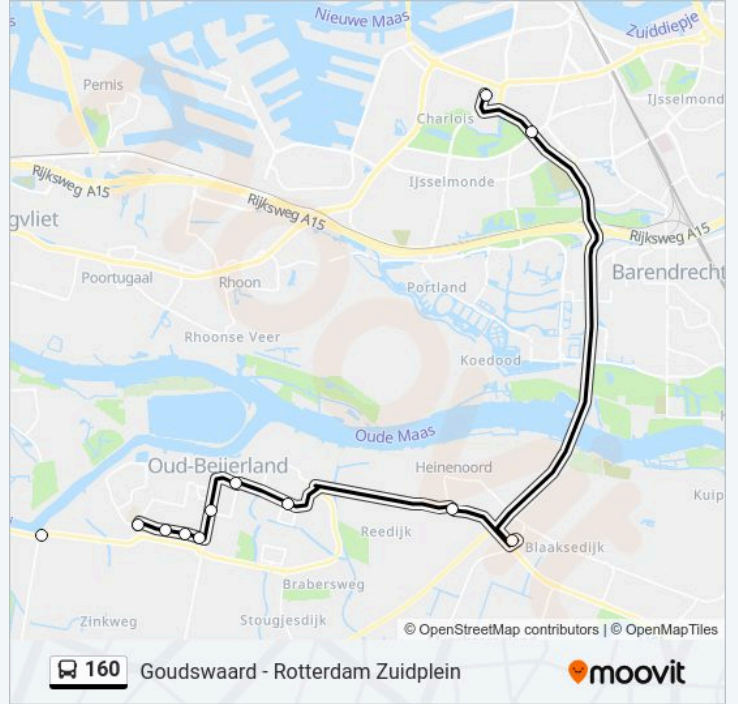 Nieuwe Maas
Zuiddiepje
Pernis
IJsselmond
Charlois
IJsselmonde
Rijksweg A15
Rijksweg A15
gvliet
Rijksweg A15
Poortugaal
Rhoon
Portland
Barendrecht
Rhoonse Veer
Koedood
Oude Maas
Oud-Beijerland
Heinenoord
Kuip
Reedijk
Blaaksedijk
Brabersweg
Zinkweg
Stougjesdijk
© OpenStreetMap contributors | © OpenMapTiles
160 Goudswaard - Rotterdam Zuidplein
moovit